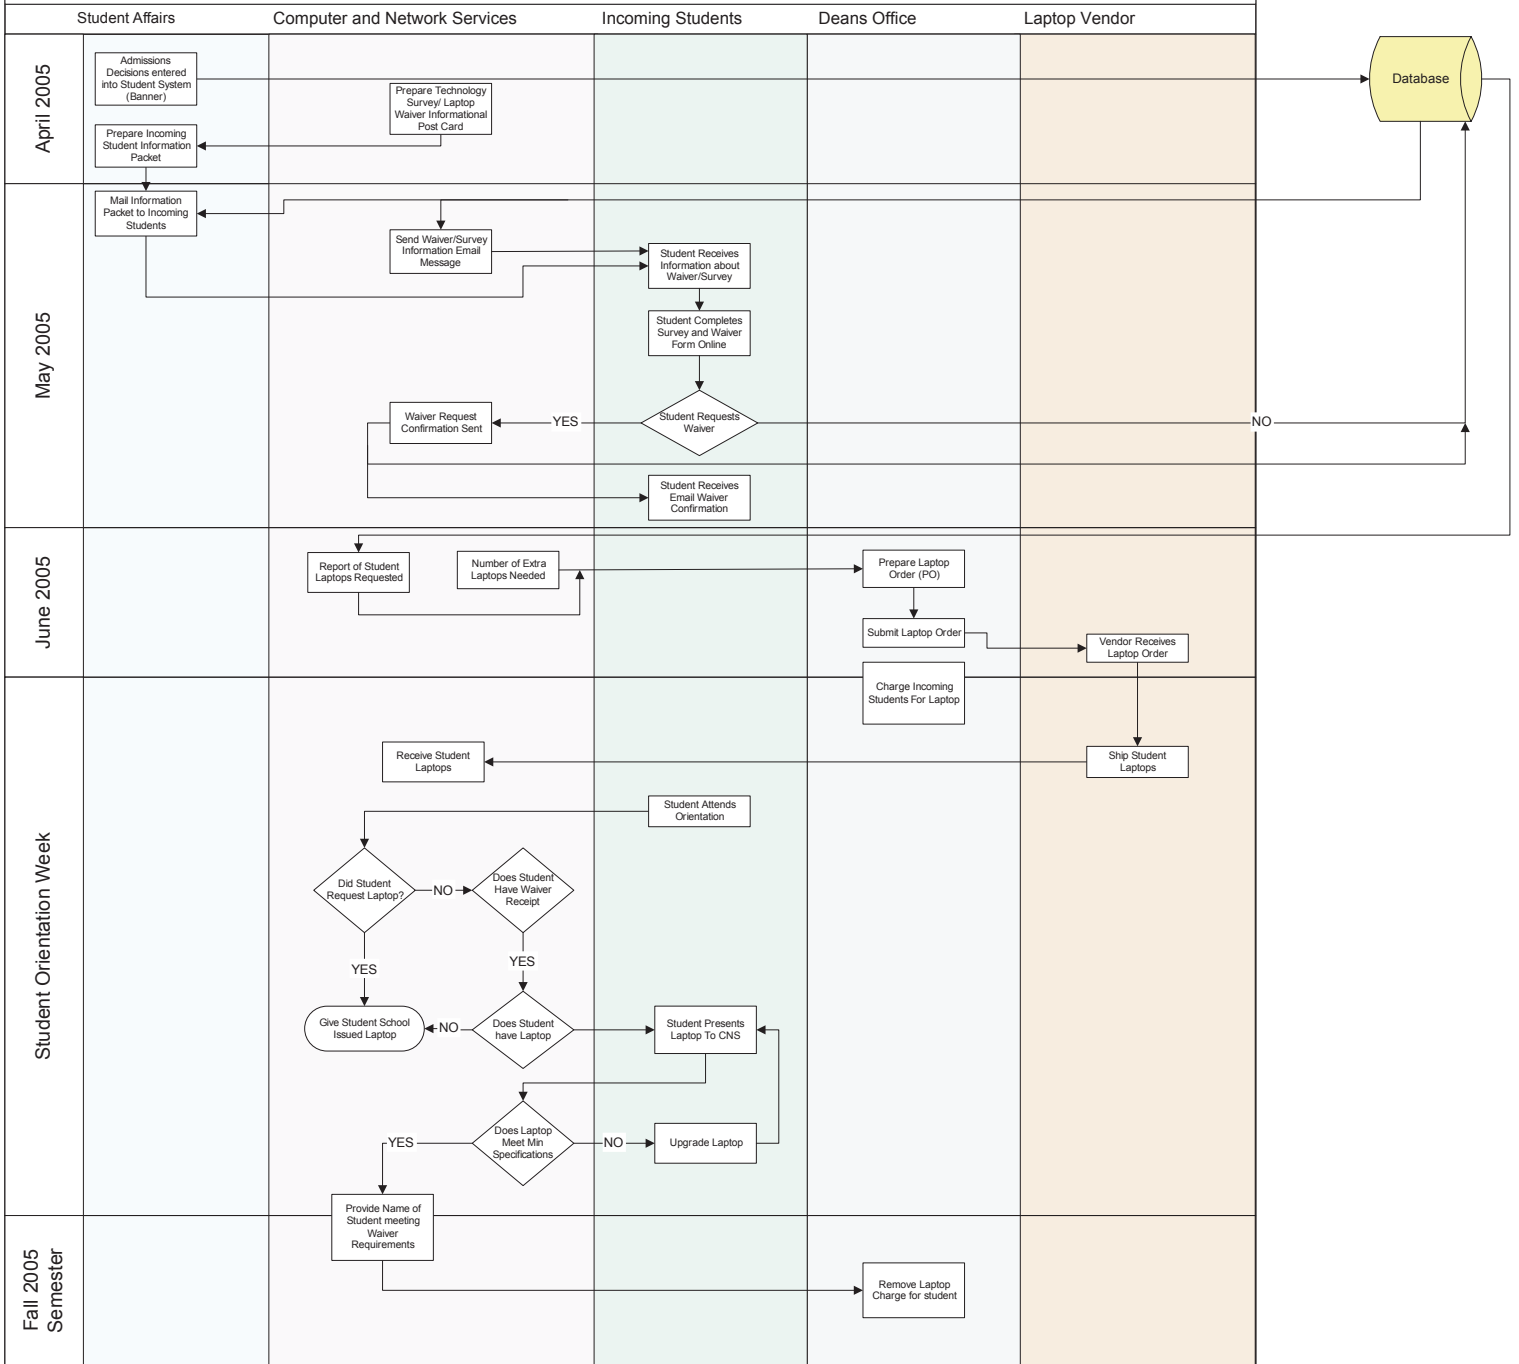 Student Affairs
Computer and Network Services
Incoming Students
Deans Office
Laptop Vendor
April 2005
Admissions
Decisions entered
into Student System
(Banner)
Prepare Technology
Survey/ Laptop
Waiver Informational
Post Card
Database
Prepare Incoming
Student Information
Packet
May 2005
Mail Information
Packet to Incoming
Students
Send Waiver/Survey
Information Email
Message
Student Receives
Information about
Waiver/Survey
Student Completes
Survey and Waiver
Form Online
Waiver Request
Confirmation Sent
YES
Student Requests
Waiver
NO
Student Receives
Email Waiver
Confirmation
June 2005
Report of Student
Laptops Requested
Number of Extra
Laptops Needed
Prepare Laptop
Order (PO)
Submit Laptop Order
Vendor Receives
Laptop Order
Charge Incoming
Students For Laptop
Student Orientation Week
Receive Student
Laptops
Ship Student
Laptops
Student Attends
Orientation
Did Student
Request Laptop?
NO
Does Student
Have Waiver
Receipt
YES
YES
Give Student School
Issued Laptop
NO
Does Student
have Laptop
Student Presents
Laptop To CNS
YES
Does Laptop
Meet Min
Specifications
NO
Upgrade Laptop
Provide Name of
Student meeting
Waiver
Requirements
Fall 2005
Semester
Remove Laptop
Charge for student